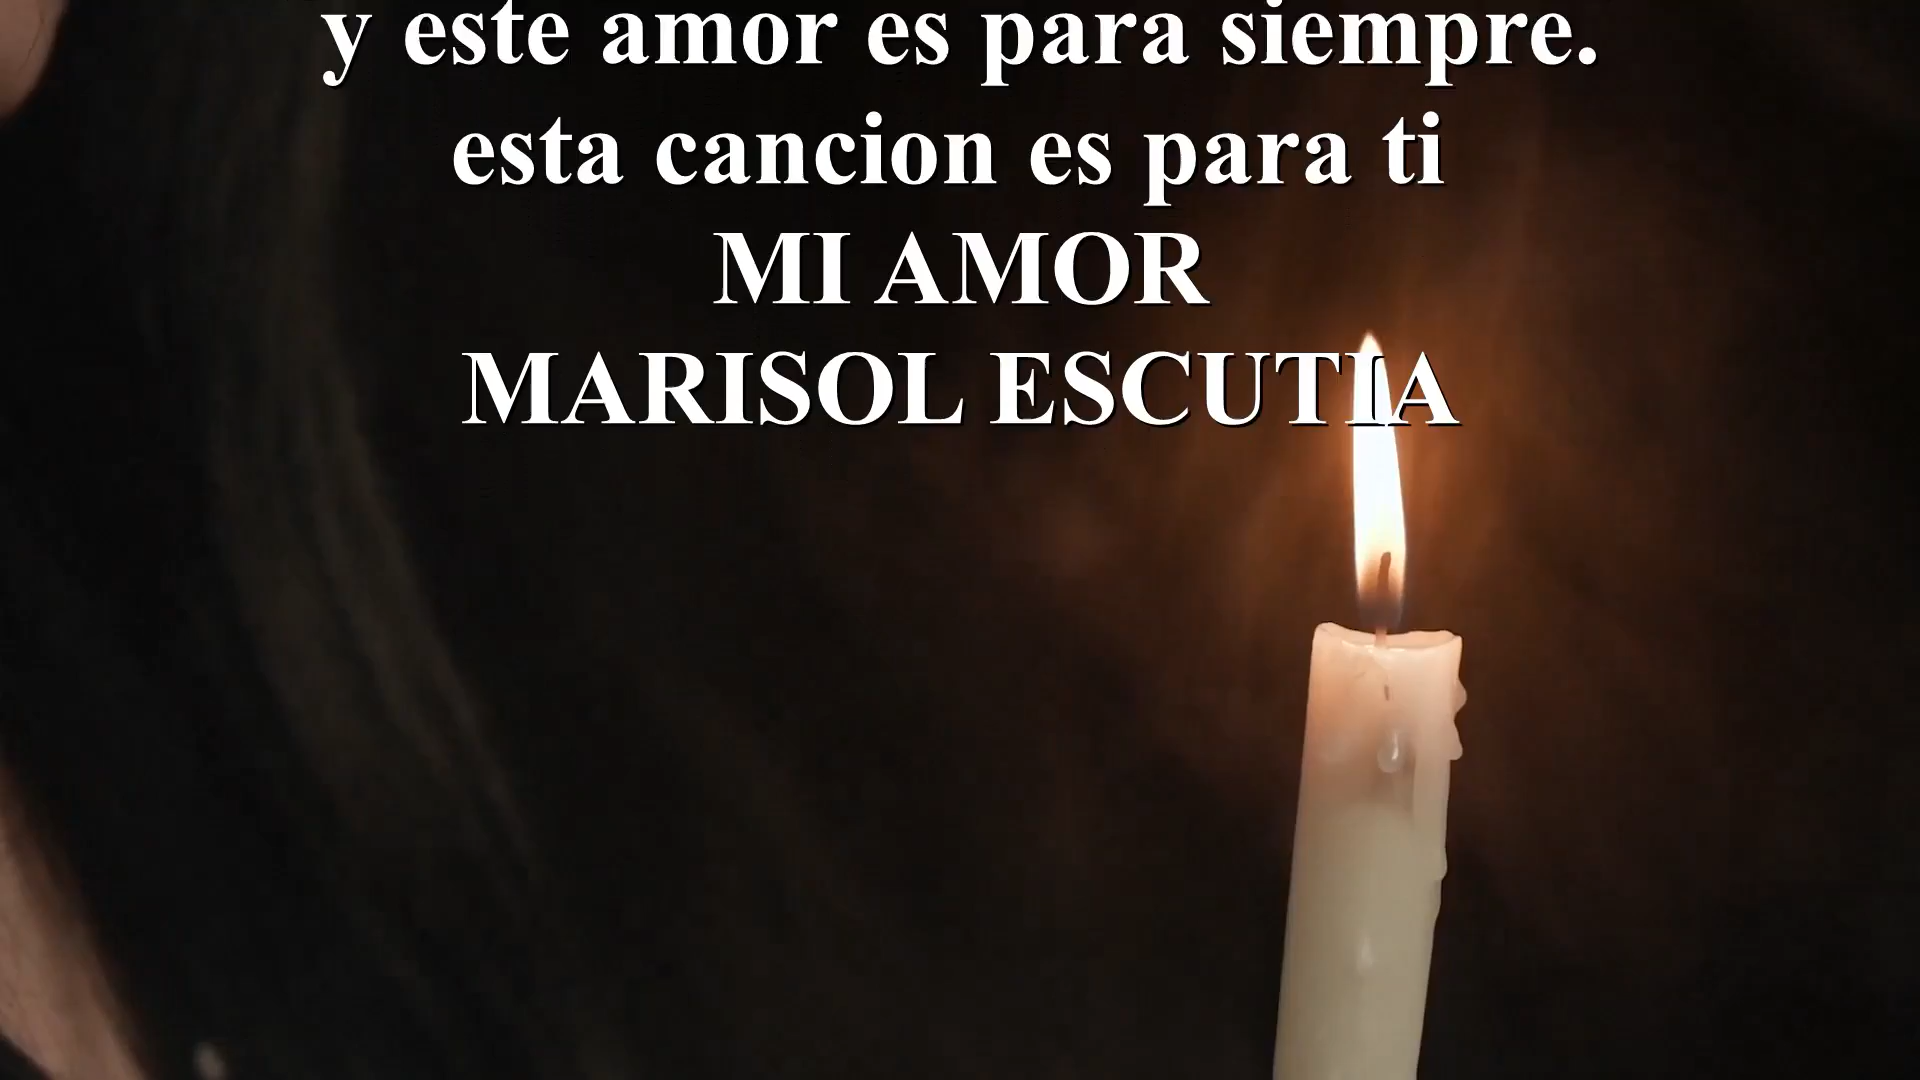 y este amor es para siempre.
esta cancion es para ti
MI AMOR
MARISOL ESCUTIA